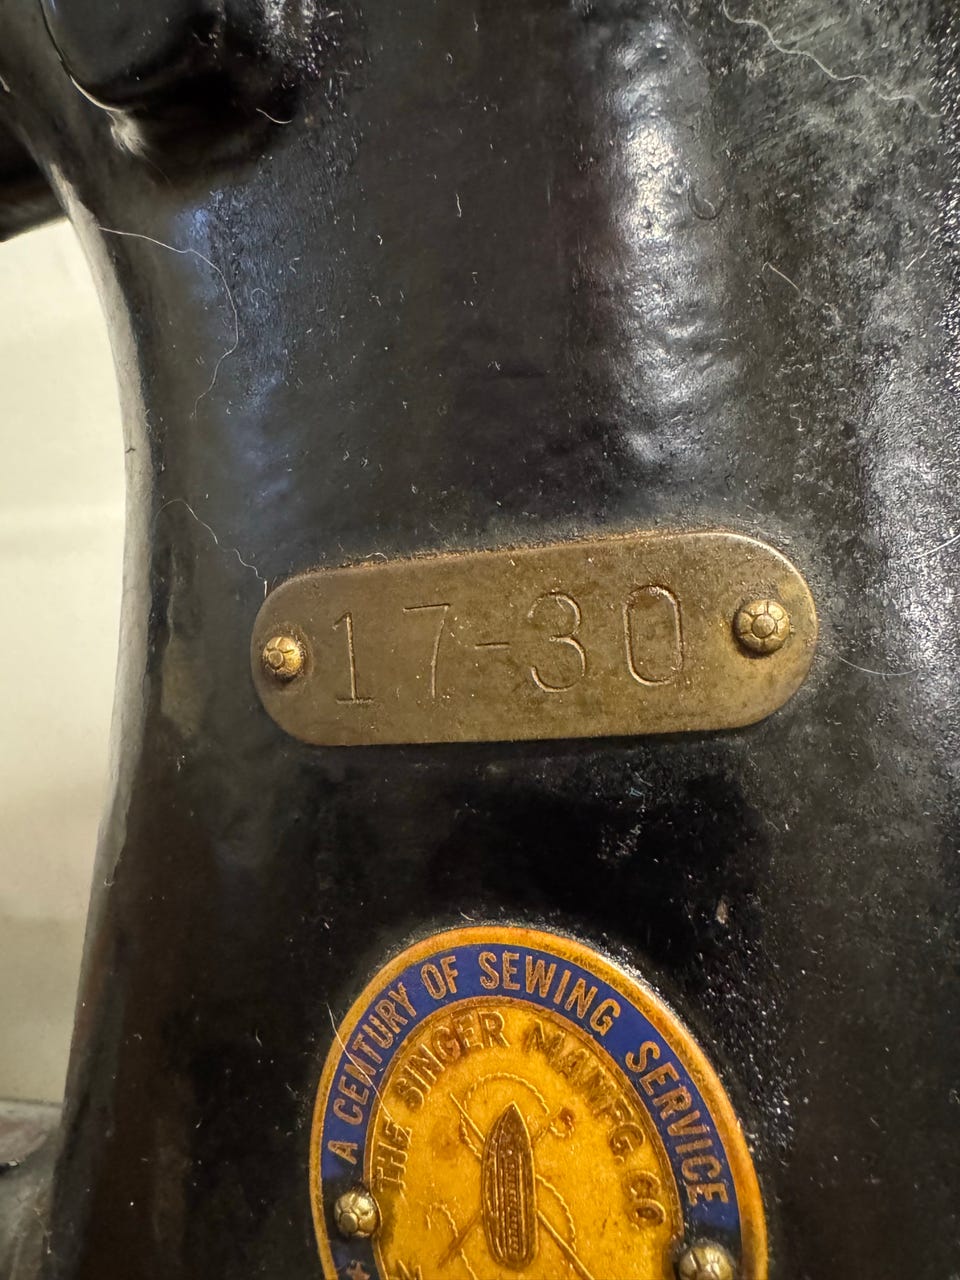 17-30
A CENTURY OF SEWING SERVICE
THE SINGER MANFG. CO